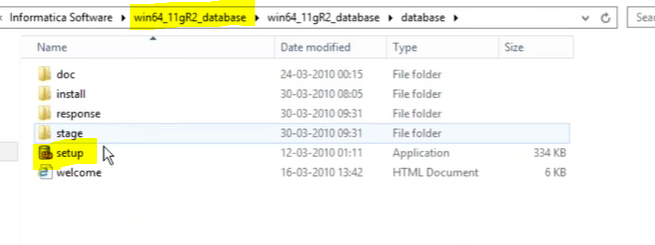 Informatica Software > win64_11gR2_database > win64_11gR2_database > database >
Name Date modified Type Size
doc 24-03-2010 00:15 File folder
install 30-03-2010 08:05 File folder
response 30-03-2010 09:31 File folder
stage 30-03-2010 09:31 File folder
setup 12-03-2010 01:11 Application 334 KB
welcome 16-03-2010 13:42 HTML Document 6 KB